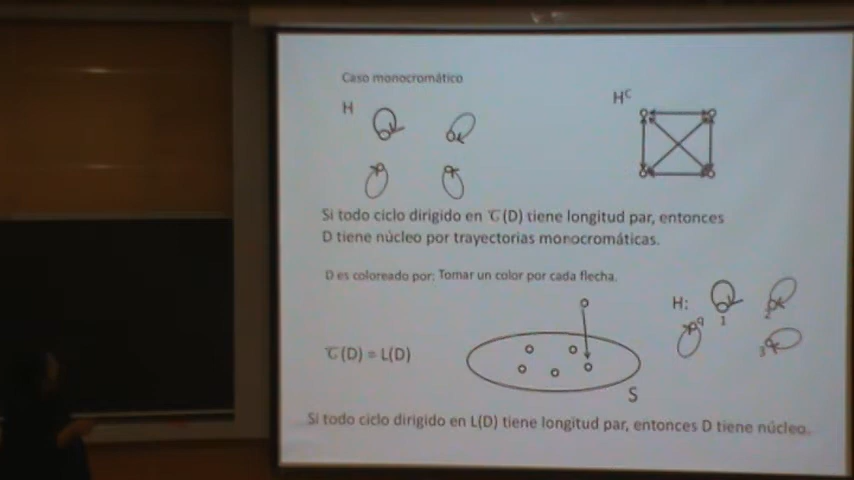 Caso monocromático
H
H^C
Si todo ciclo dirigido en ℭ(D) tiene longitud par, entonces
D tiene núcleo por trayectorias monocromáticas.
D es coloreado por: Tomar un color por cada flecha.
H:
1
2
q
3
ℭ(D) = L(D)
S
Si todo ciclo dirigido en L(D) tiene longitud par, entonces D tiene núcleo.